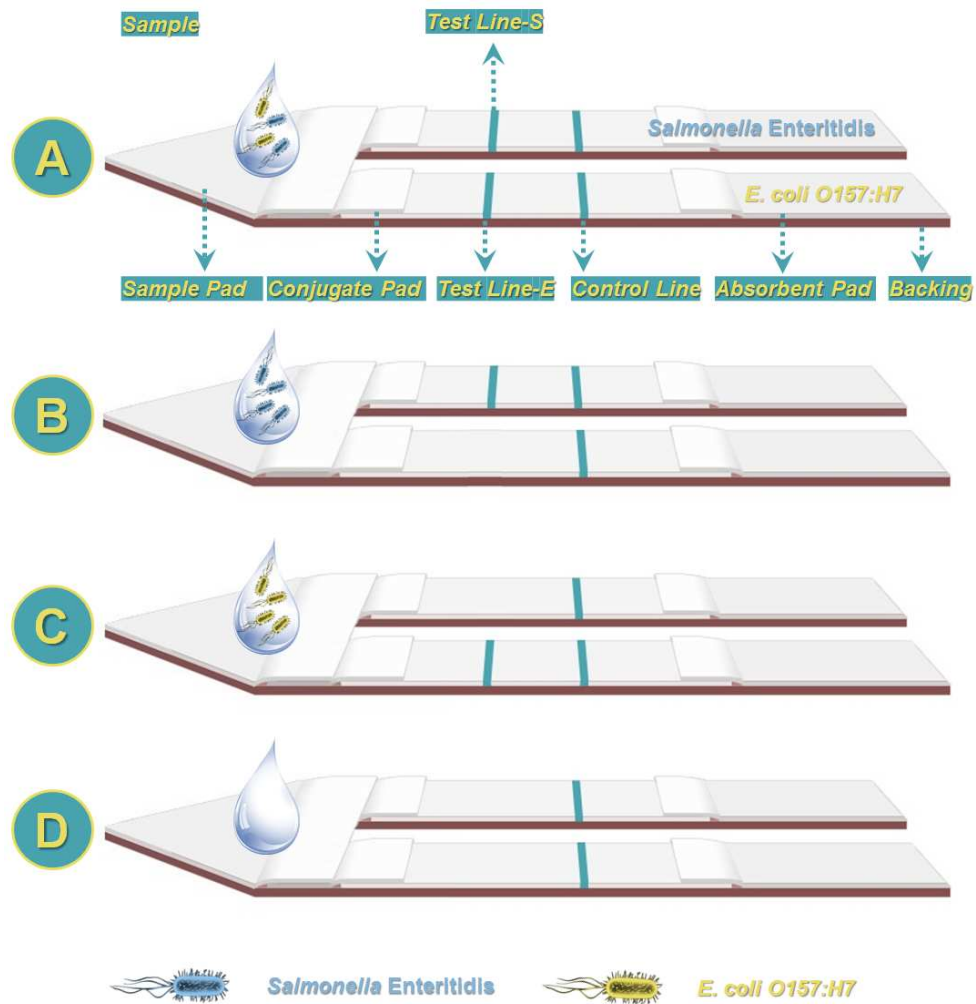 Sample
Test Line-S
A
Salmonella Enteritidis
E. coli O157:H7
Sample Pad Conjugate Pad Test Line-E Control Line Absorbent Pad Backing
B
C
D
Salmonella Enteritidis E. coli O157:H7